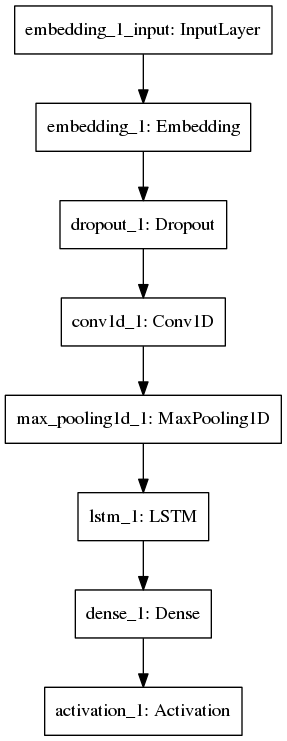 embedding_1_input: InputLayer
embedding_1: Embedding
dropout_1: Dropout
conv1d_1: Conv1D
max_pooling1d_1: MaxPooling1D
lstm_1: LSTM
dense_1: Dense
activation_1: Activation